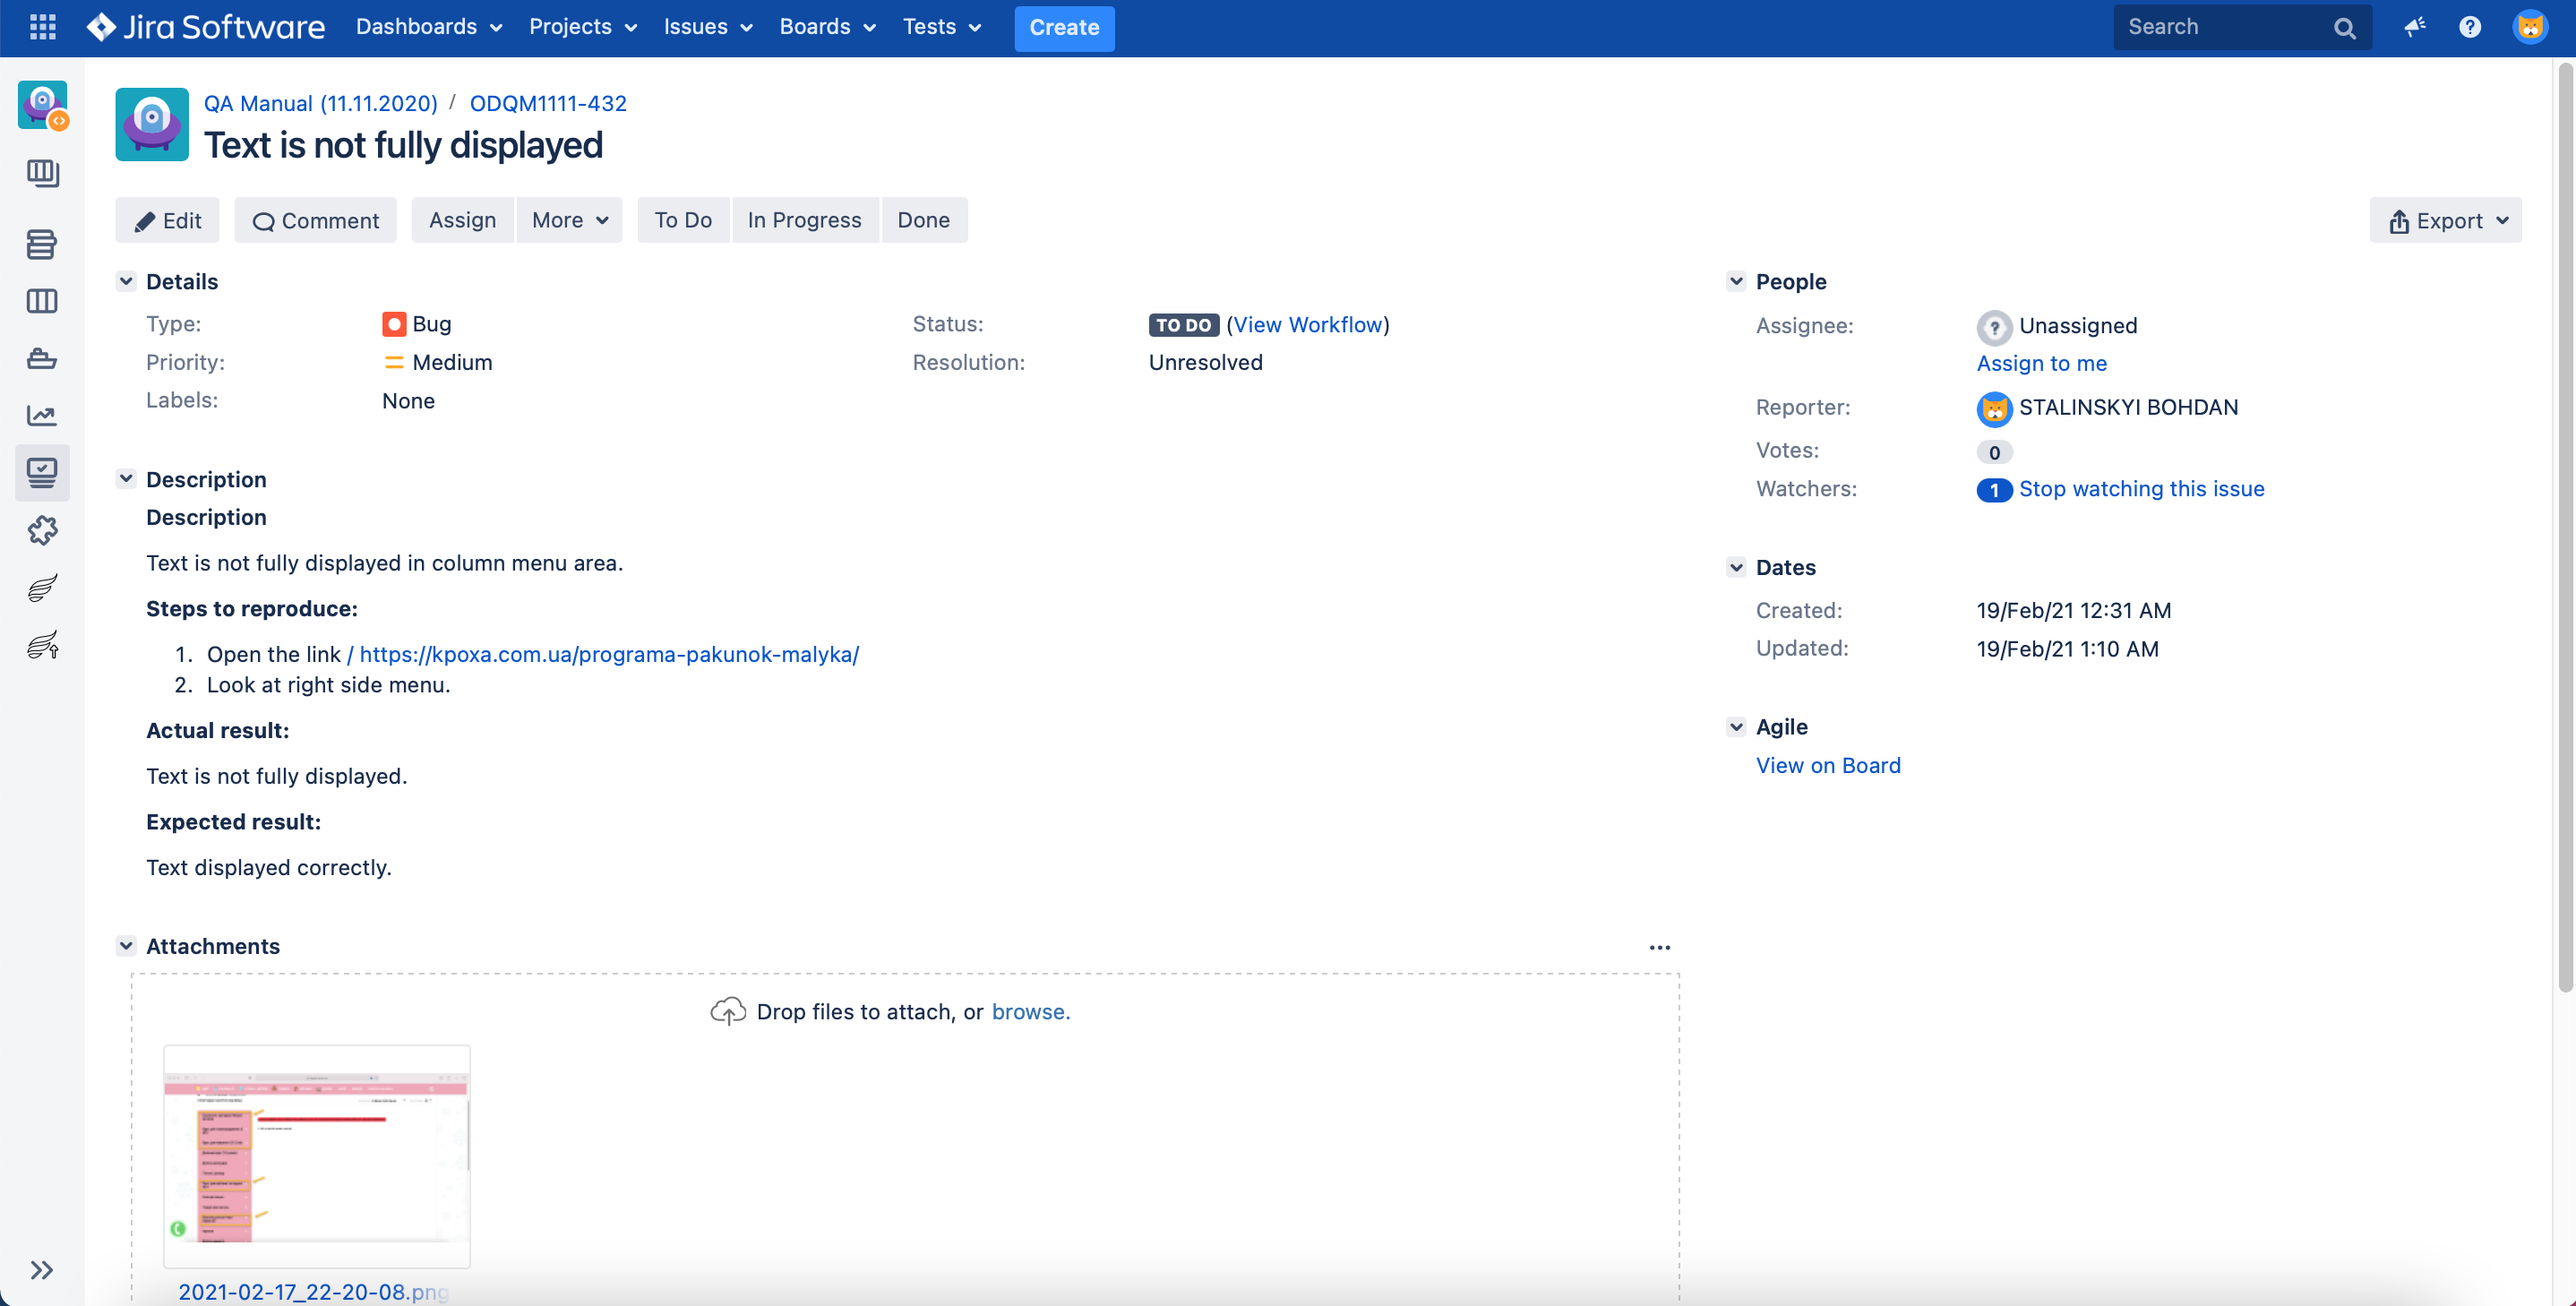 Jira Software Dashboards Projects Issues Boards Tests Create Search
QA Manual (11.11.2020) / ODQM1111-432
Text is not fully displayed
Edit Comment Assign More To Do In Progress Done Export
Details
Type: Bug Status: TO DO (View Workflow)
Priority: Medium Resolution: Unresolved
Labels: None
Description
Description
Text is not fully displayed in column menu area.
Steps to reproduce:
1. Open the link / https://kpoxa.com.ua/programa-pakunok-malyka/
2. Look at right side menu.
Actual result:
Text is not fully displayed.
Expected result:
Text displayed correctly.
Attachments
Drop files to attach, or browse.
2021-02-17_22-20-08.png
People
Assignee: Unassigned
Assign to me
Reporter: STALINSKYI BOHDAN
Votes: 0
Watchers: 1 Stop watching this issue
Dates
Created: 19/Feb/21 12:31 AM
Updated: 19/Feb/21 1:10 AM
Agile
View on Board